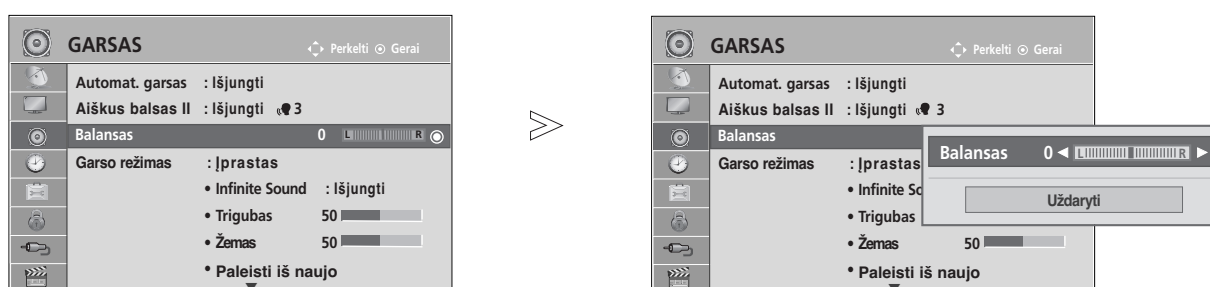 GARSAS Perkelti Gerai
Automat. garsas : Išjungti
Aiškus balsas II : Išjungti 3
Balansas 0 L R
Garso režimas : Įprastas
• Infinite Sound : Išjungti
• Trigubas 50
• Žemas 50
• Paleisti iš naujo
GARSAS Perkelti Gerai
Automat. garsas : Išjungti
Aiškus balsas II : Išjungti 3
Balansas
Garso režimas : Įprastas
• Infinite So
• Trigubas
• Žemas 50
• Paleisti iš naujo
Balansas 0 L R
Uždaryti